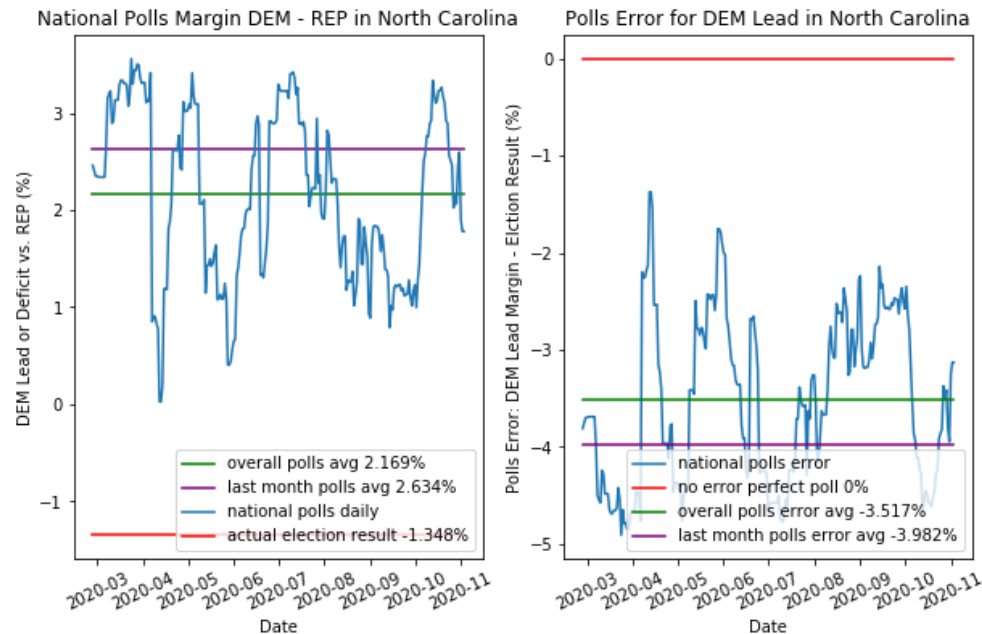 National Polls Margin DEM - REP in North Carolina
DEM Lead or Deficit vs. REP (%)
3
2
1
0
−1
overall polls avg 2.169%
last month polls avg 2.634%
national polls daily
actual election result -1.348%
2020-03
2020-04
2020-05
2020-06
2020-07
2020-08
2020-09
2020-10
2020-11
Date
Polls Error for DEM Lead in North Carolina
Polls Error: DEM Lead Margin - Elction Result (%)
0
−1
−2
−3
−4
−5
national polls error
no error perfect poll 0%
overall polls error avg -3.517%
last month polls error avg -3.982%
2020-03
2020-04
2020-05
2020-06
2020-07
2020-08
2020-09
2020-10
2020-11
Date